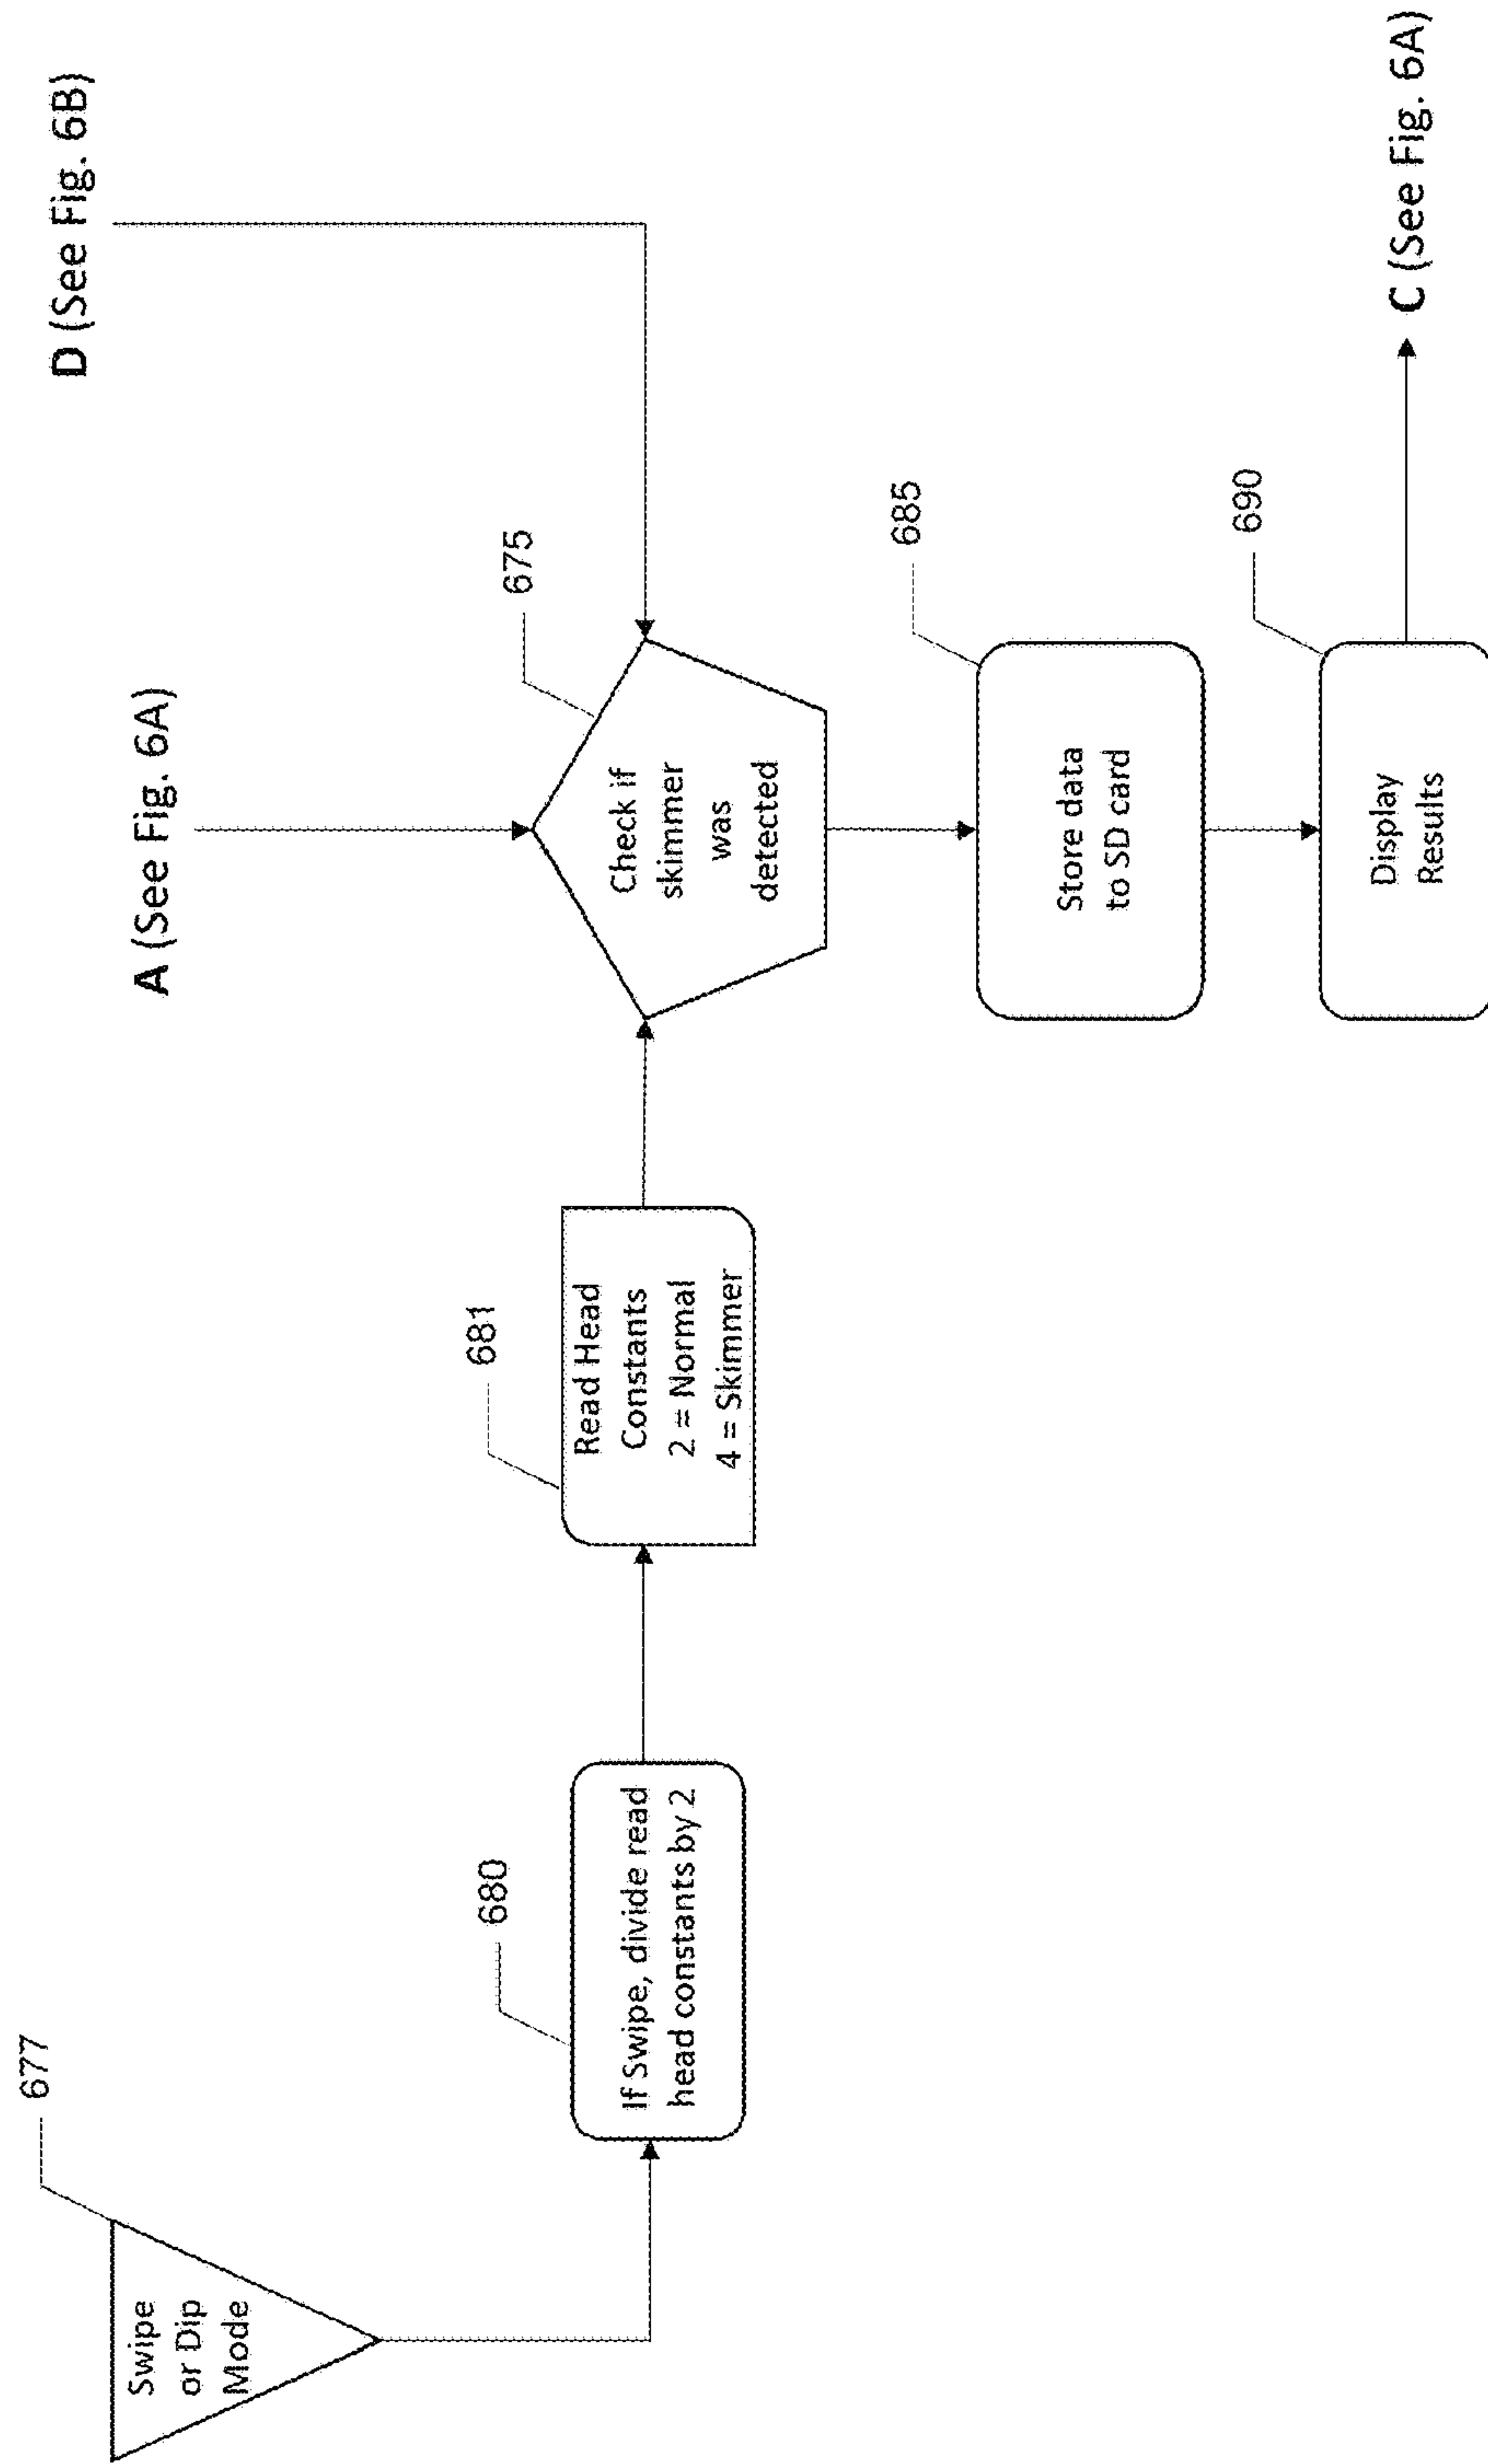 D (See Fig. 6B)
A (See Fig. 6A)
677
Swipe
or Dip
Mode
680
If Swipe, divide read
head constants by 2
681
Read Head
Constants
2 = Normal
4 = Skimmer
675
Check if
skimmer
was
detected
685
Store data
to SD card
690
Display
Results
C (See Fig. 6A)